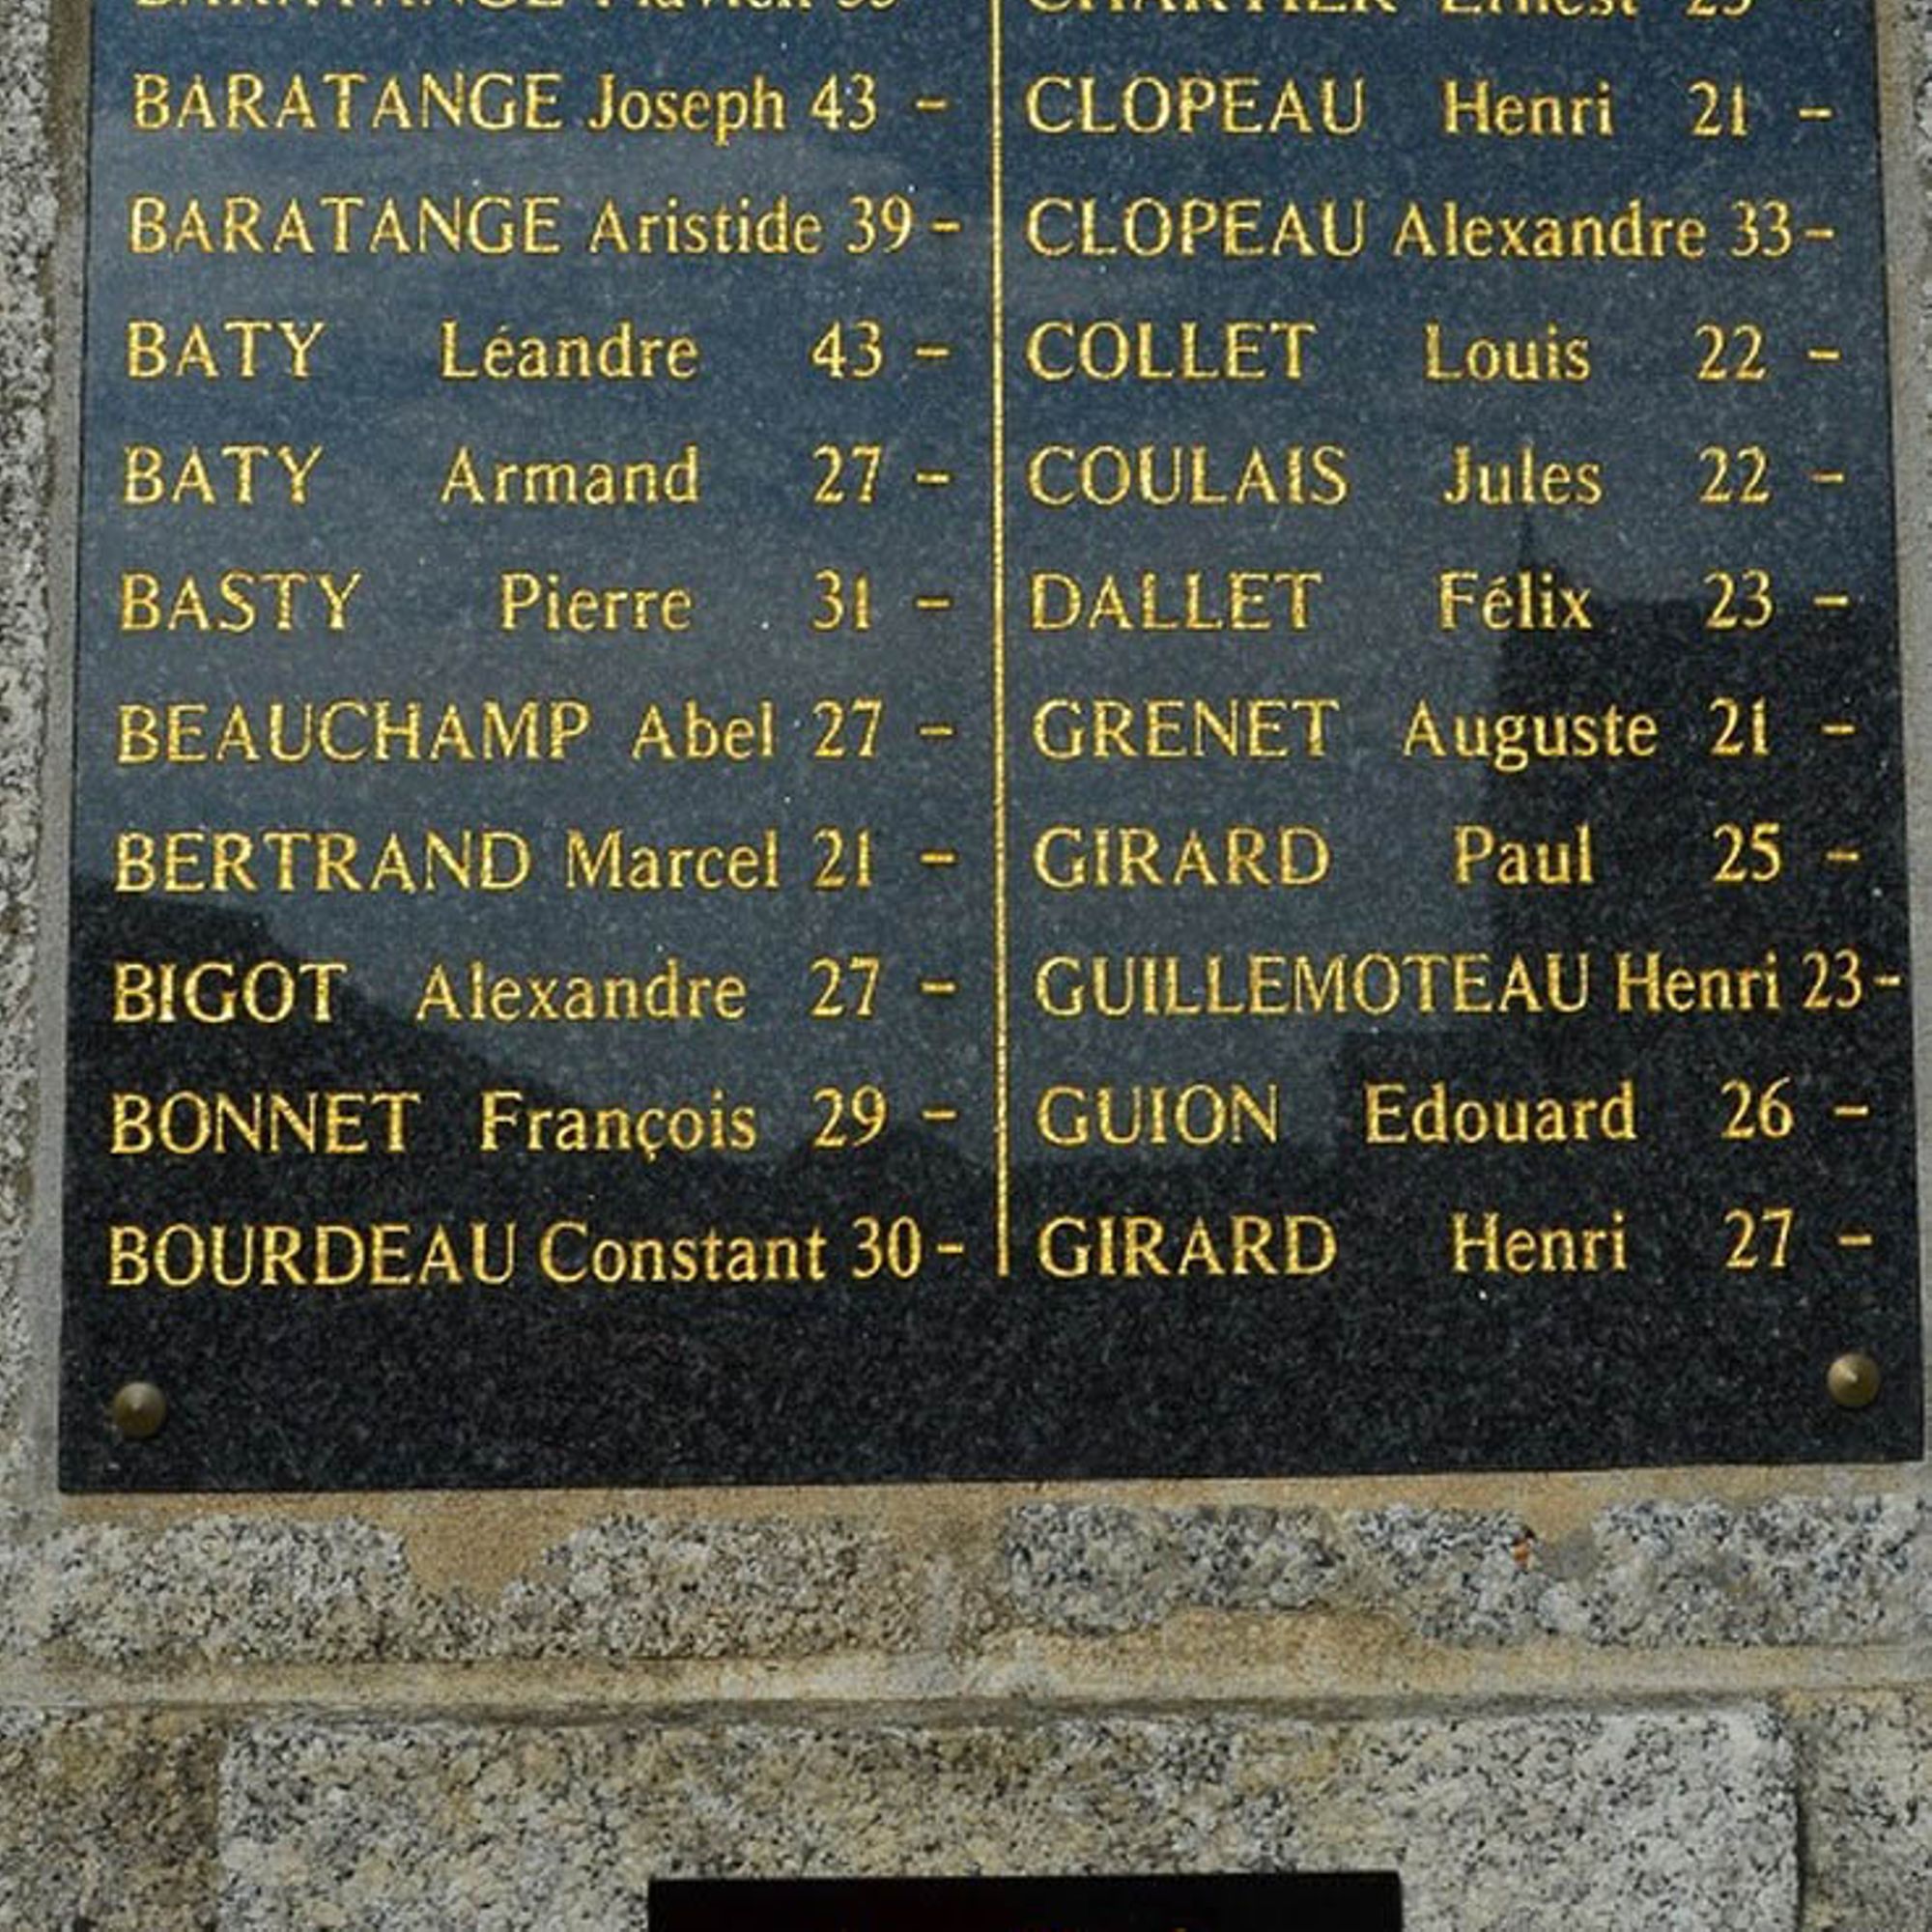 BARATANGE Joseph 43 -
BARATANGE Aristide 39 -
BATY Léandre 43 -
BATY Armand 27 -
BASTY Pierre 31 -
BEAUCHAMP Abel 27 -
BERTRAND Marcel 21 -
BIGOT Alexandre 27 -
BONNET François 29 -
BOURDEAU Constant 30 -
CHARTIER Ernest
CLOPEAU Henri 21 -
CLOPEAU Alexandre 33 -
COLLET Louis 22 -
COULAIS Jules 22 -
DALLET Félix 23 -
GRENET Auguste 21 -
GIRARD Paul 25 -
GUILLEMOTEAU Henri 23 -
GUION Edouard 26 -
GIRARD Henri 27 -